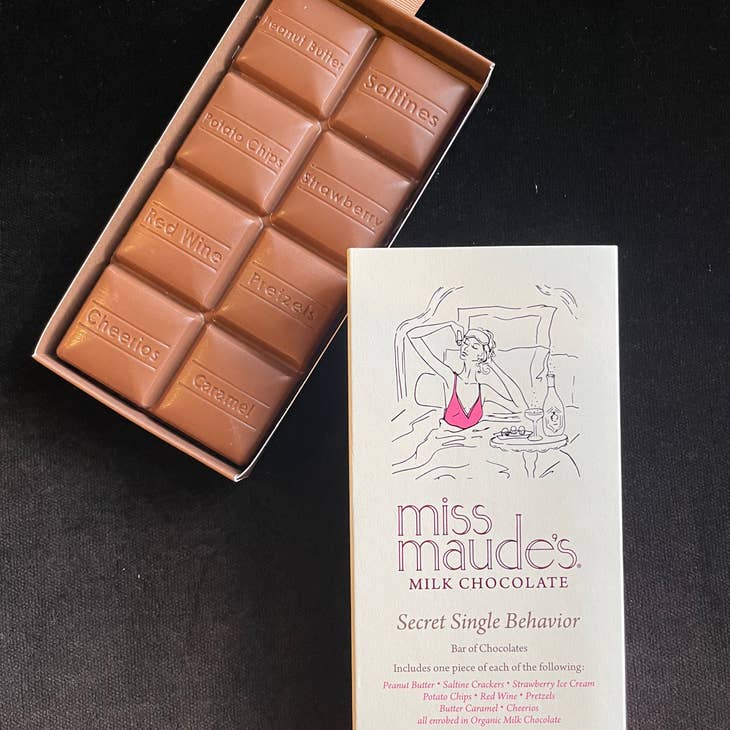 Peanut Butter
Saltines
Potato Chips
Strawberry
Red Wine
Pretzels
Cheerios
Caramel
miss
maude's®
MILK CHOCOLATE
Secret Single Behavior
Bar of Chocolates
Includes one piece of each of the following:
Peanut Butter * Saltine Crackers * Strawberry Ice Cream
Potato Chips * Red Wine * Pretzels
Butter Caramel * Cheerios
all enrobed in Organic Milk Chocolate